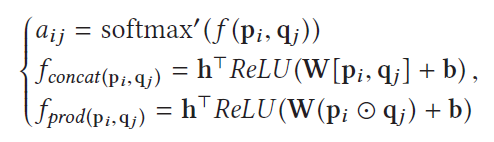 a_{ij} = softmax′(f(p_i, q_j))
f_{concat(p_i, q_j)} = h^⊤ReLU(W[p_i, q_j] + b) ,
f_{prod(p_i, q_j)} = h^⊤ReLU(W(p_i ⊙ q_j) + b)